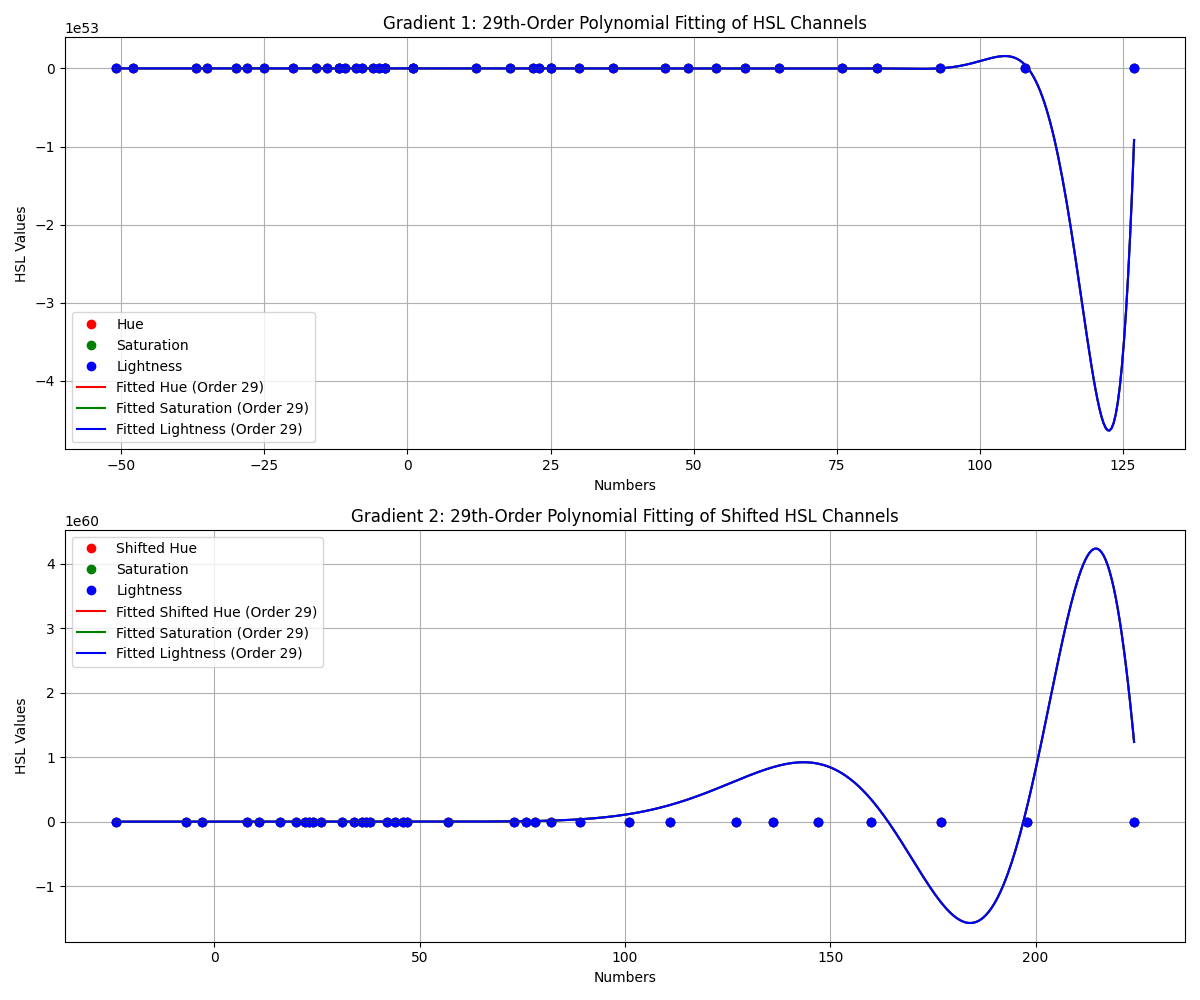 Gradient 1: 29th-Order Polynomial Fitting of HSL Channels
1e53
0
−1
−2
−3
−4
HSL Values
Hue
Saturation
Lightness
Fitted Hue (Order 29)
Fitted Saturation (Order 29)
Fitted Lightness (Order 29)
−50 −25 0 25 50 75 100 125
Numbers
Gradient 2: 29th-Order Polynomial Fitting of Shifted HSL Channels
1e60
4
3
2
1
0
−1
HSL Values
Shifted Hue
Saturation
Lightness
Fitted Shifted Hue (Order 29)
Fitted Saturation (Order 29)
Fitted Lightness (Order 29)
0 50 100 150 200
Numbers